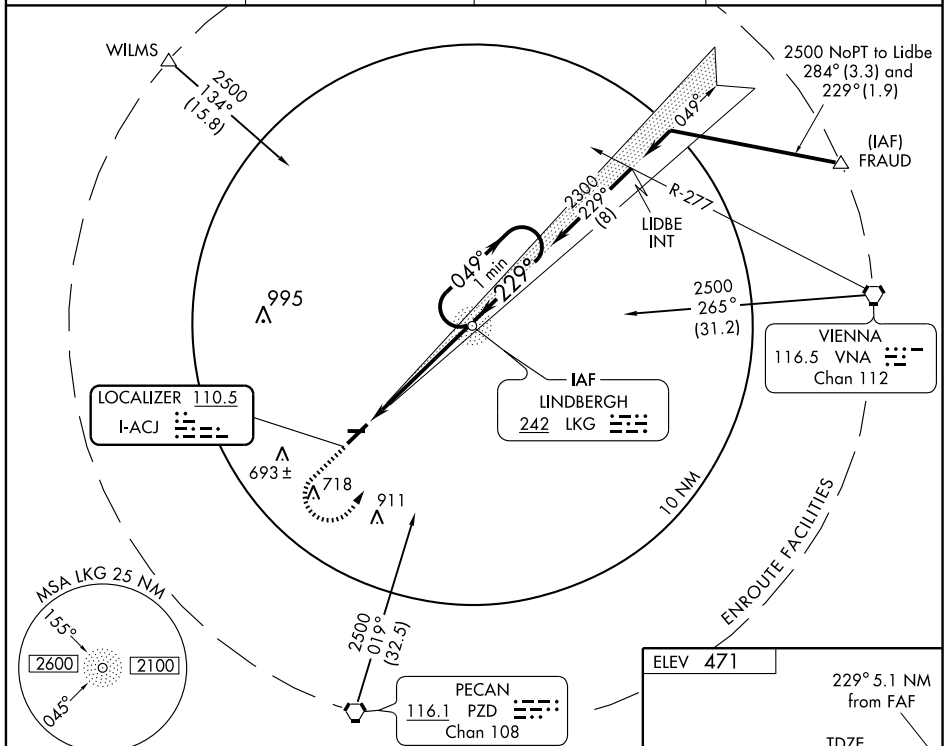 WILMS
2500
134°
(15.8)
2500 NoPT to Lidbe
284° (3.3) and
229° (1.9)
(IAF)
FRAUD
049°
R-277
2300
229°
(8)
LIDBE
INT
049°
1 min
229°
995
2500
265°
(31.2)
VIENNA
116.5 VNA
Chan 112
IAF
LINDBERGH
242 LKG
LOCALIZER 110.5
I-ACJ
693 ±
718
911
10 NM
ENROUTE FACILITIES
MSA LKG 25 NM
155°
2600
2100
045°
2500
019°
(32.5)
PECAN
116.1 PZD
Chan 108
ELEV 471
229° 5.1 NM
from FAF
TDZE